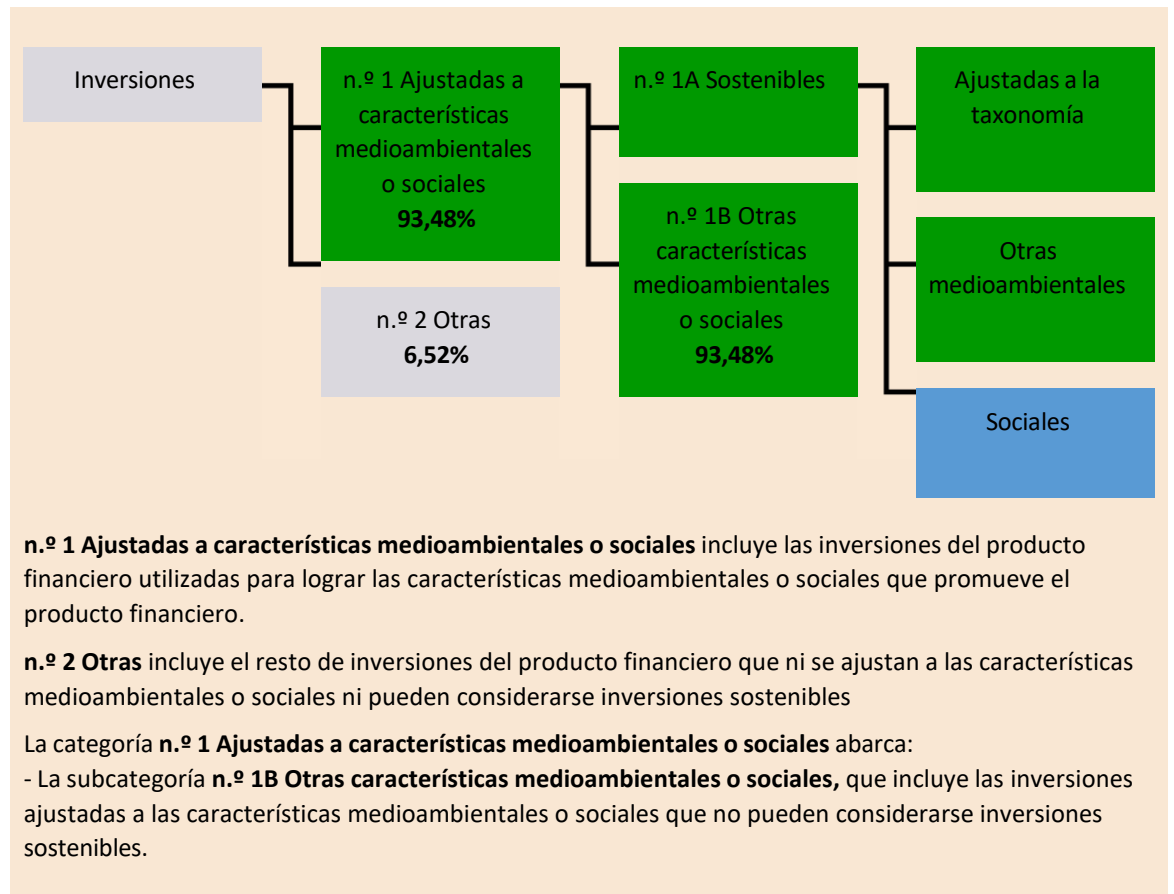 Inversiones
n.º 1 Ajustadas a
características
medioambientales
o sociales
93,48%
n.º 2 Otras
6,52%
n.º 1A Sostenibles
n.º 1B Otras
características
medioambientales
o sociales
93,48%
Ajustadas a la
taxonomía
Otras
medioambientales
Sociales
n.º 1 Ajustadas a características medioambientales o sociales incluye las inversiones del producto
financiero utilizadas para lograr las características medioambientales o sociales que promueve el
producto financiero.
n.º 2 Otras incluye el resto de inversiones del producto financiero que ni se ajustan a las características
medioambientales o sociales ni pueden considerarse inversiones sostenibles
La categoría n.º 1 Ajustadas a características medioambientales o sociales abarca:
- La subcategoría n.º 1B Otras características medioambientales o sociales, que incluye las inversiones
ajustadas a las características medioambientales o sociales que no pueden considerarse inversiones
sostenibles.